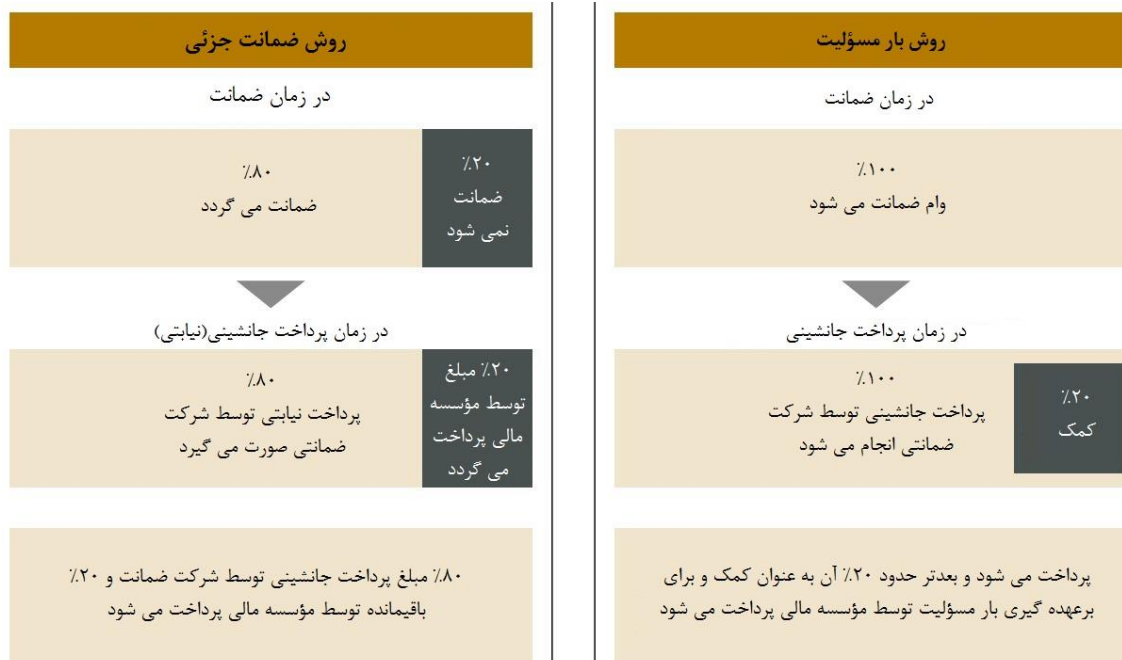 روش بار مسؤلیت
در زمان ضمانت
٪۱۰۰
وام ضمانت می شود
در زمان پرداخت جانشینی
٪۱۰۰
پرداخت جانشینی توسط شرکت
ضمانتی انجام می شود
٪۲۰
کمک
پرداخت می شود و بعدتر حدود ۲۰٪ آن به عنوان کمک و برای
برعهده گیری بار مسؤلیت توسط مؤسسه مالی پرداخت می شود
روش ضمانت جزئی
در زمان ضمانت
٪۲۰
ضمانت
نمی شود
٪۸۰
ضمانت می گردد
در زمان پرداخت جانشینی(نیابتی)
۲۰٪ مبلغ
توسط مؤسسه
مالی پرداخت
می گردد
٪۸۰
پرداخت نیابتی توسط شرکت
ضمانتی صورت می گیرد
۸۰٪ مبلغ پرداخت جانشینی توسط شرکت ضمانت و ۲۰٪
باقیمانده توسط مؤسسه مالی پرداخت می شود